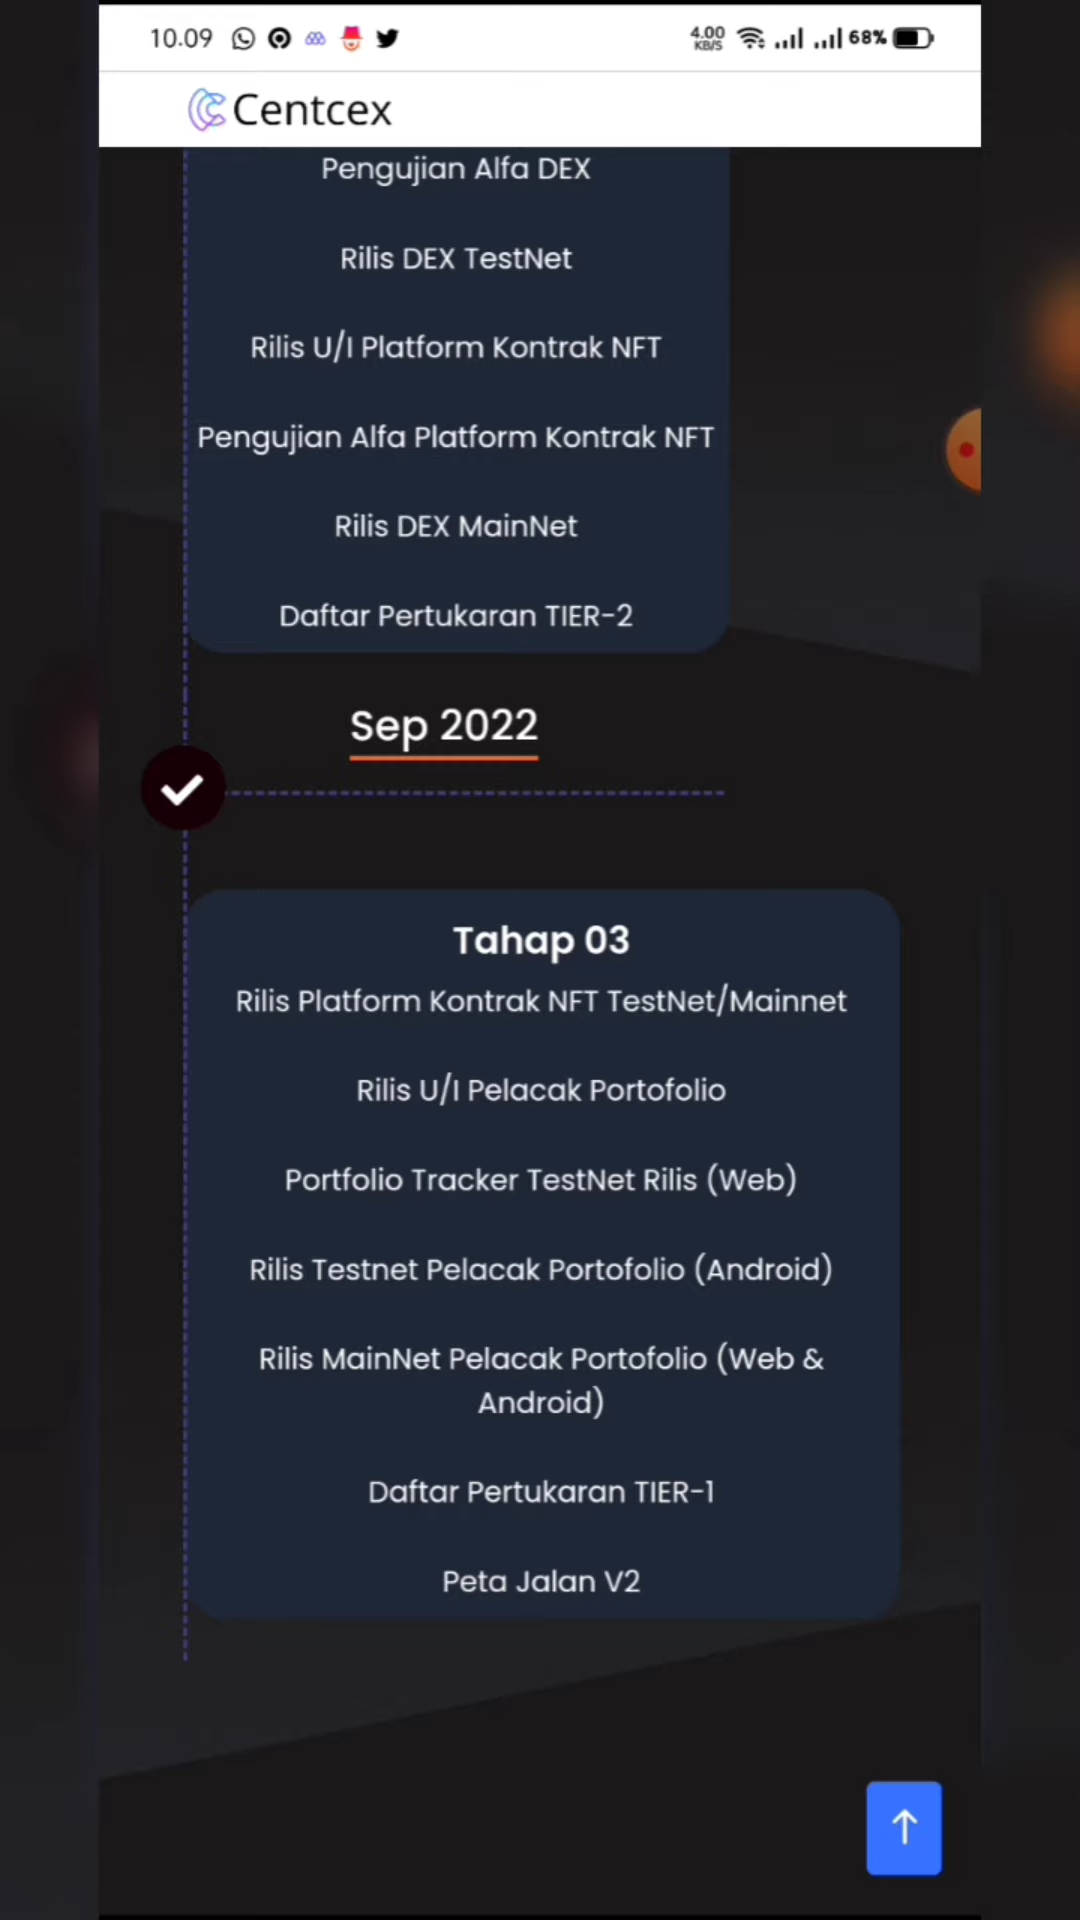 10.09
4.00
KB/S
68%
Centcex
Pengujian Alfa DEX
Rilis DEX TestNet
Rilis U/I Platform Kontrak NFT
Pengujian Alfa Platform Kontrak NFT
Rilis DEX MainNet
Daftar Pertukaran TIER-2
Sep 2022
Tahap 03
Rilis Platform Kontrak NFT TestNet/Mainnet
Rilis U/I Pelacak Portofolio
Portfolio Tracker TestNet Rilis (Web)
Rilis Testnet Pelacak Portofolio (Android)
Rilis MainNet Pelacak Portofolio (Web &
Android)
Daftar Pertukaran TIER-1
Peta Jalan V2